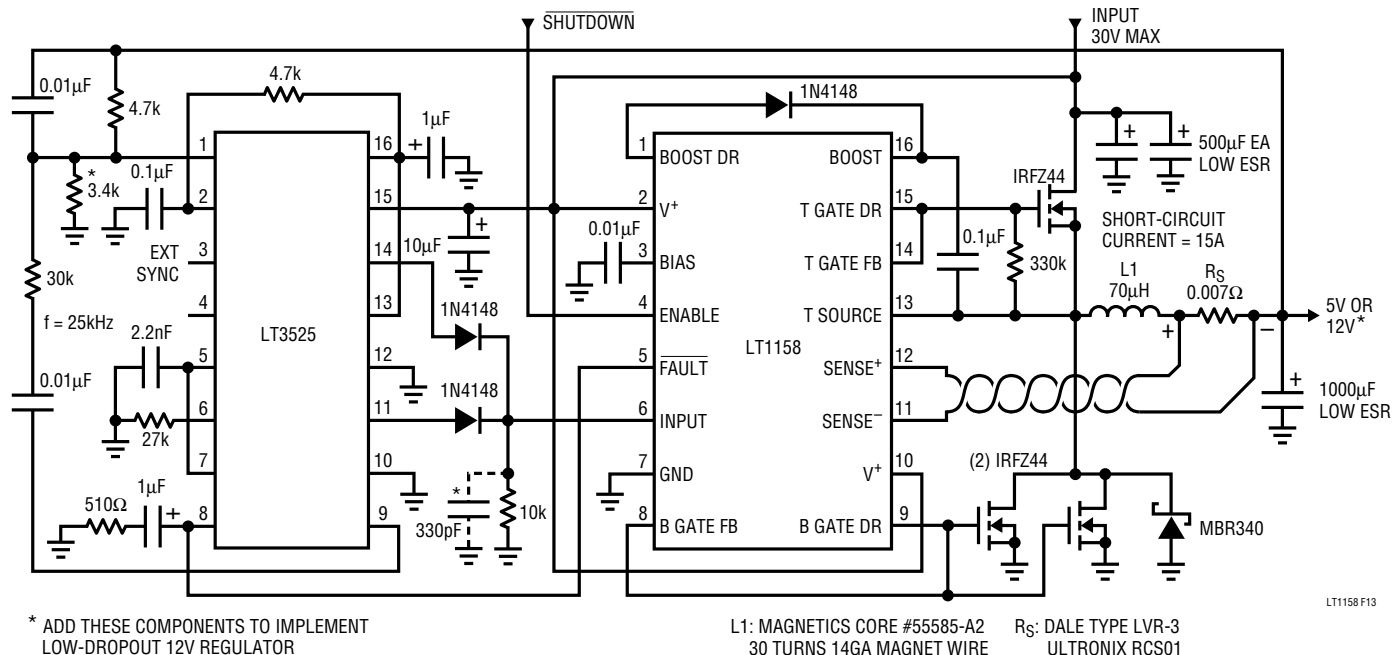 SHUTDOWN
INPUT
30V MAX
0.01µF
4.7k
4.7k
1µF
+
1N4148
+
+
500µF EA
LOW ESR
1
16
1
BOOST DR
BOOST
16
*
3.4k
0.1µF
2
15
2
V+
T GATE DR
15
IRFZ44
SHORT-CIRCUIT
CURRENT = 15A
EXT
SYNC
3
14
10µF
+
0.01µF
3
BIAS
T GATE FB
14
0.1µF
330k
L1
70µH
RS
0.007Ω
30k
f = 25kHz
4
13
1N4148
4
ENABLE
T SOURCE
13
+
−
5V OR
12V*
LT3525
LT1158
2.2nF
5
12
5
FAULT
SENSE+
12
0.01µF
1N4148
+
1000µF
LOW ESR
27k
6
11
6
INPUT
SENSE−
11
7
10
7
GND
V+
10
(2) IRFZ44
510Ω
1µF
+
8
9
*
330pF
10k
8
B GATE FB
B GATE DR
9
MBR340
LT1158 F13
* ADD THESE COMPONENTS TO IMPLEMENT
LOW-DROPOUT 12V REGULATOR
L1: MAGNETICS CORE #55585-A2
30 TURNS 14GA MAGNET WIRE
RS: DALE TYPE LVR-3
ULTRONIX RCS01